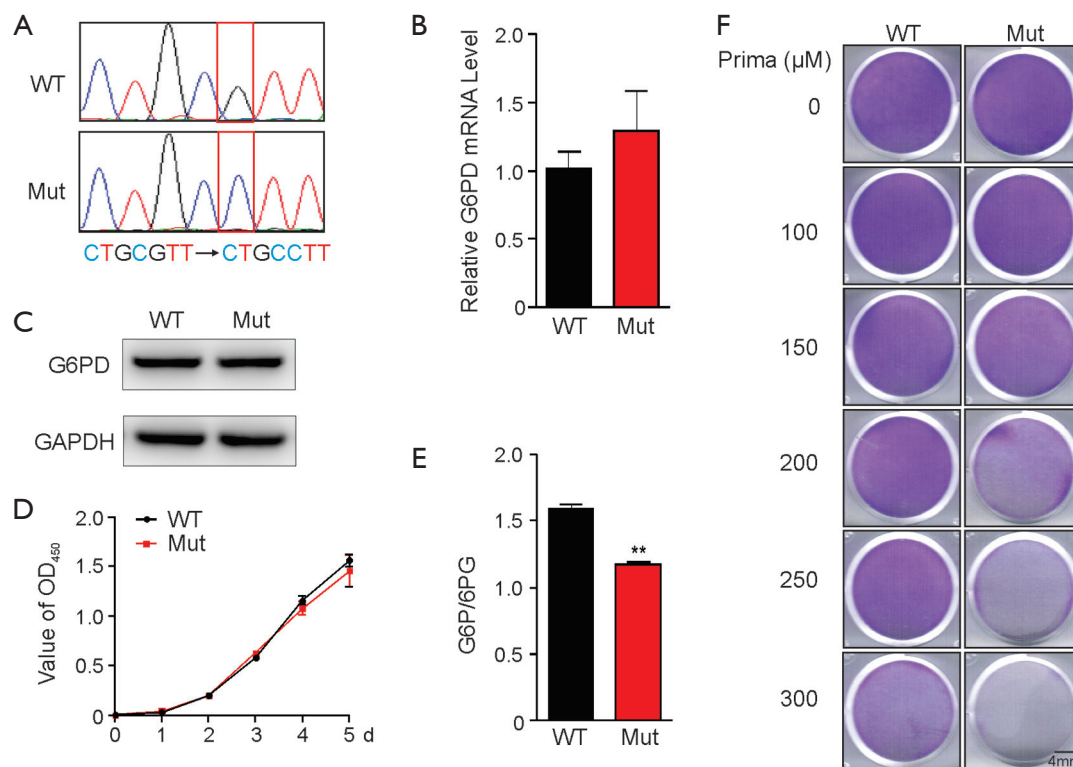 A
WT
Mut
CTGCGTT→CTGCCTT
B
Relative G6PD mRNA Level
2.0
1.5
1.0
0.5
0
WT Mut
C
WT Mut
G6PD
GAPDH
D
WT
Mut
Value of OD450
2.0
1.5
1.0
0.5
0
0 1 2 3 4 5 d
E
G6P/6PG
2.0
1.5
1.0
0.5
0
**
WT Mut
F
WT Mut
Prima (μM)
0
100
150
200
250
300